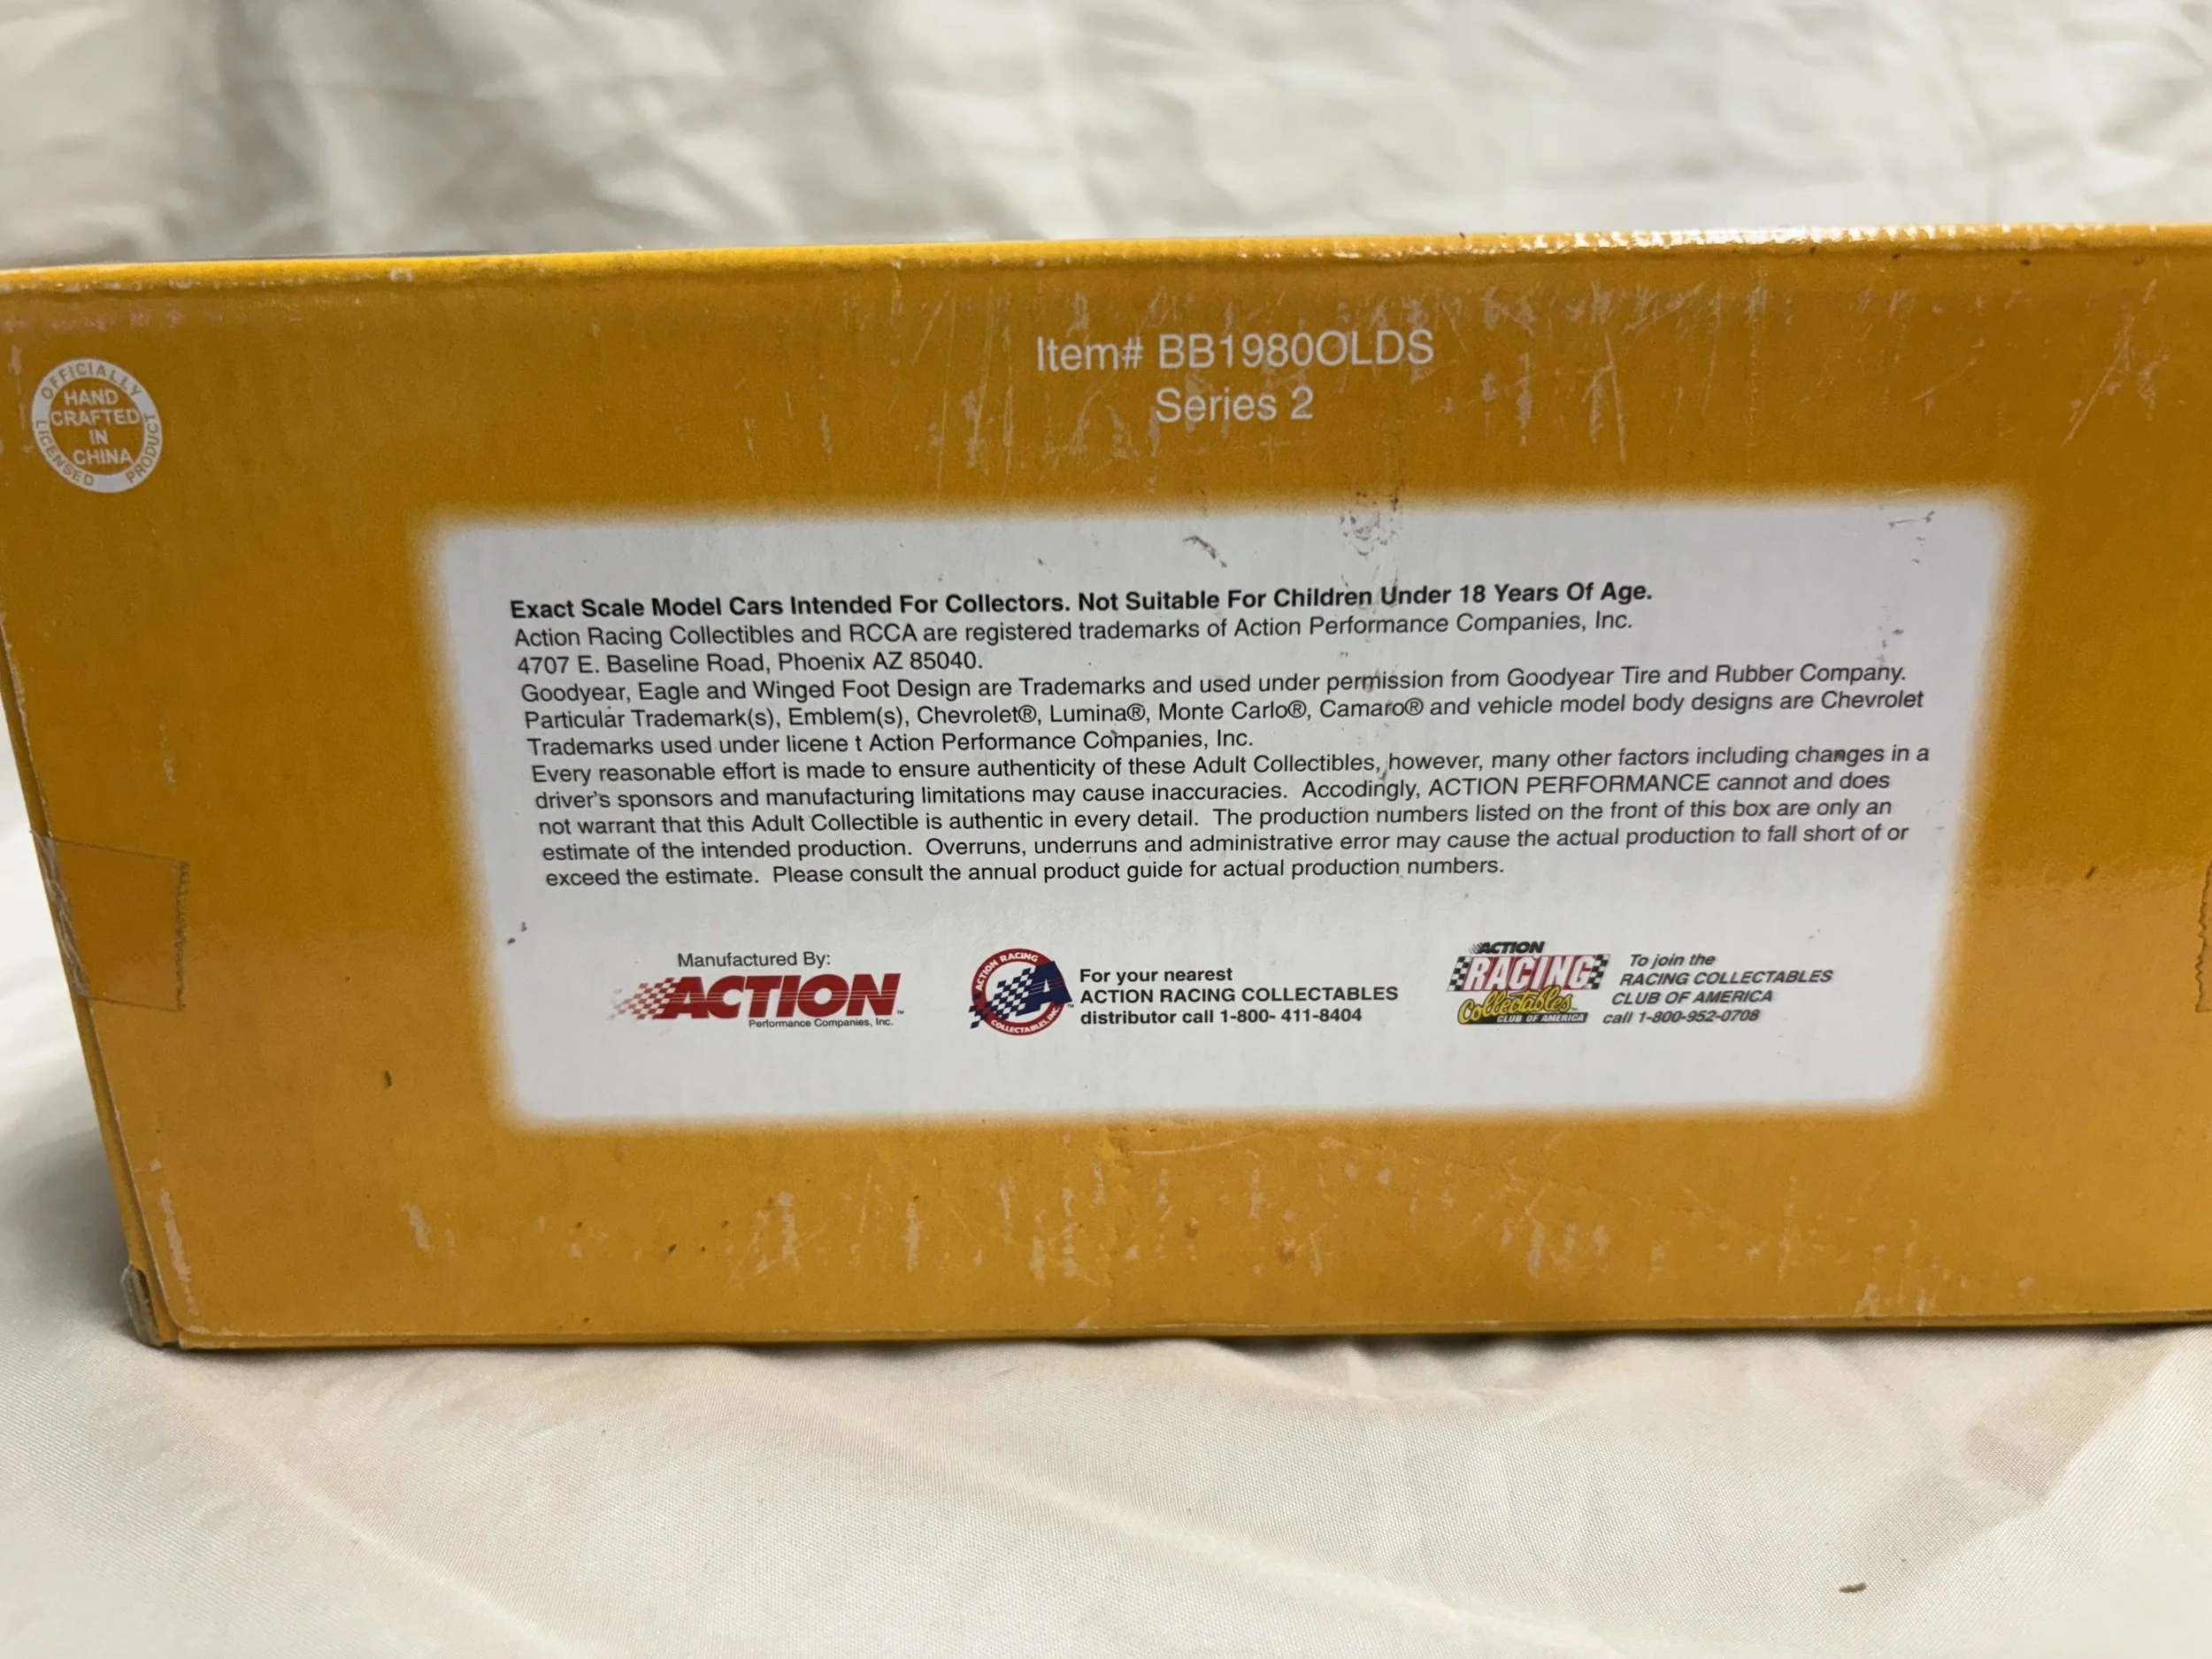 Item# BB1980OLDS
Series 2
OFFICIALLY LICENSED PRODUCT
HAND
CRAFTED
IN
CHINA
Exact Scale Model Cars Intended For Collectors. Not Suitable For Children Under 18 Years Of Age.
Action Racing Collectibles and RCCA are registered trademarks of Action Performance Companies, Inc.
4707 E. Baseline Road, Phoenix AZ 85040.
Goodyear, Eagle and Winged Foot Design are Trademarks and used under permission from Goodyear Tire and Rubber Company.
Particular Trademark(s), Emblem(s), Chevrolet®, Lumina®, Monte Carlo®, Camaro® and vehicle model body designs are Chevrolet
Trademarks used under licene t Action Performance Companies, Inc.
Every reasonable effort is made to ensure authenticity of these Adult Collectibles, however, many other factors including changes in a
driver's sponsors and manufacturing limitations may cause inaccuracies. Accodingly, ACTION PERFORMANCE cannot and does
not warrant that this Adult Collectible is authentic in every detail. The production numbers listed on the front of this box are only an
estimate of the intended production. Overruns, underruns and administrative error may cause the actual production to fall short of or
exceed the estimate. Please consult the annual product guide for actual production numbers.
Manufactured By:
ACTION™
Performance Companies, Inc.
ACTION RACING
A
COLLECTABLES, INC.
For your nearest
ACTION RACING COLLECTABLES
distributor call 1-800- 411-8404
ACTION
RACING
Collectables
CLUB OF AMERICA
To join the
RACING COLLECTABLES
CLUB OF AMERICA
call 1-800-952-0708